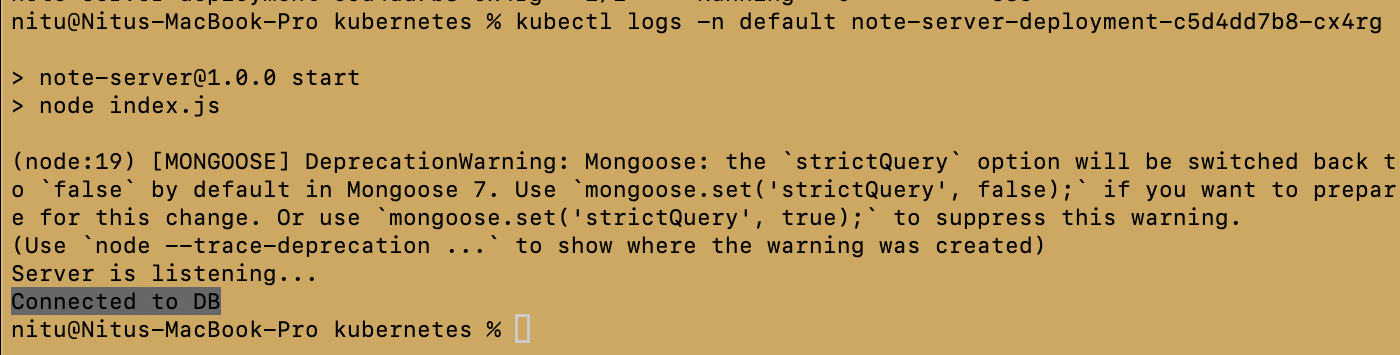 nitu@Nitus-MacBook-Pro kubernetes % kubectl logs -n default note-server-deployment-c5d4dd7b8-cx4rg
> note-server@1.0.0 start
> node index.js
(node:19) [MONGOOSE] DeprecationWarning: Mongoose: the `strictQuery` option will be switched back t
o `false` by default in Mongoose 7. Use `mongoose.set('strictQuery', false);` if you want to prepar
e for this change. Or use `mongoose.set('strictQuery', true);` to suppress this warning.
(Use `node --trace-deprecation ...` to show where the warning was created)
Server is listening...
Connected to DB
nitu@Nitus-MacBook-Pro kubernetes %